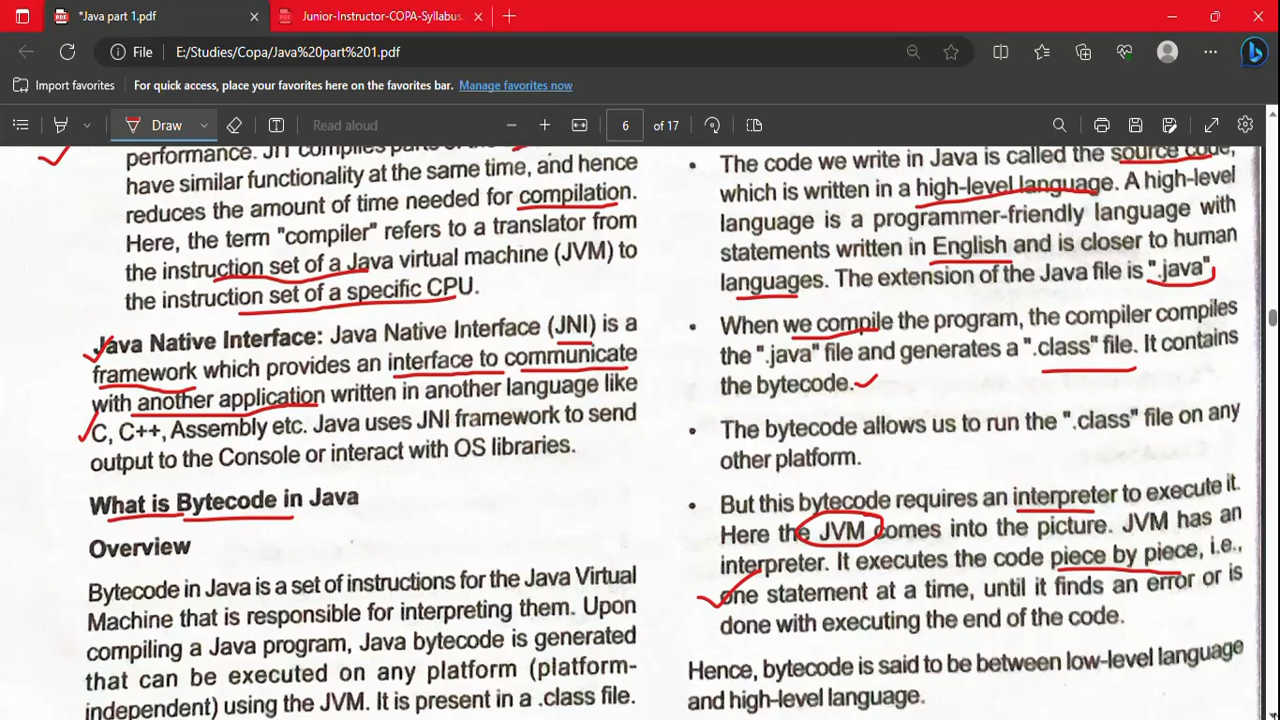 *Java part 1.pdf
Junior-Instructor-COPA-Syllabus.
File E:/Studies/Copa/Java%20part%201.pdf
Import favorites For quick access, place your favorites here on the favorites bar. Manage favorites now
Draw Read aloud 6 of 17
performance. JIT compiles parts of the
have similar functionality at the same time, and hence
reduces the amount of time needed for compilation.
Here, the term "compiler" refers to a translator from
the instruction set of a Java virtual machine (JVM) to
the instruction set of a specific CPU.
Java Native Interface: Java Native Interface (JNI) is a
framework which provides an interface to communicate
with another application written in another language like
C, C++, Assembly etc. Java uses JNI framework to send
output to the Console or interact with OS libraries.
What is Bytecode in Java
Overview
Bytecode in Java is a set of instructions for the Java Virtual
Machine that is responsible for interpreting them. Upon
compiling a Java program, Java bytecode is generated
that can be executed on any platform (platform-
independent) using the JVM. It is present in a .class file.
• The code we write in Java is called the source code,
which is written in a high-level language. A high-level
language is a programmer-friendly language with
statements written in English and is closer to human
languages. The extension of the Java file is ".java"
• When we compile the program, the compiler compiles
the ".java" file and generates a ".class" file. It contains
the bytecode.
• The bytecode allows us to run the ".class" file on any
other platform.
• But this bytecode requires an interpreter to execute it.
Here the JVM comes into the picture. JVM has an
interpreter. It executes the code piece by piece, i.e.,
one statement at a time, until it finds an error or is
done with executing the end of the code.
Hence, bytecode is said to be between low-level language
and high-level language.